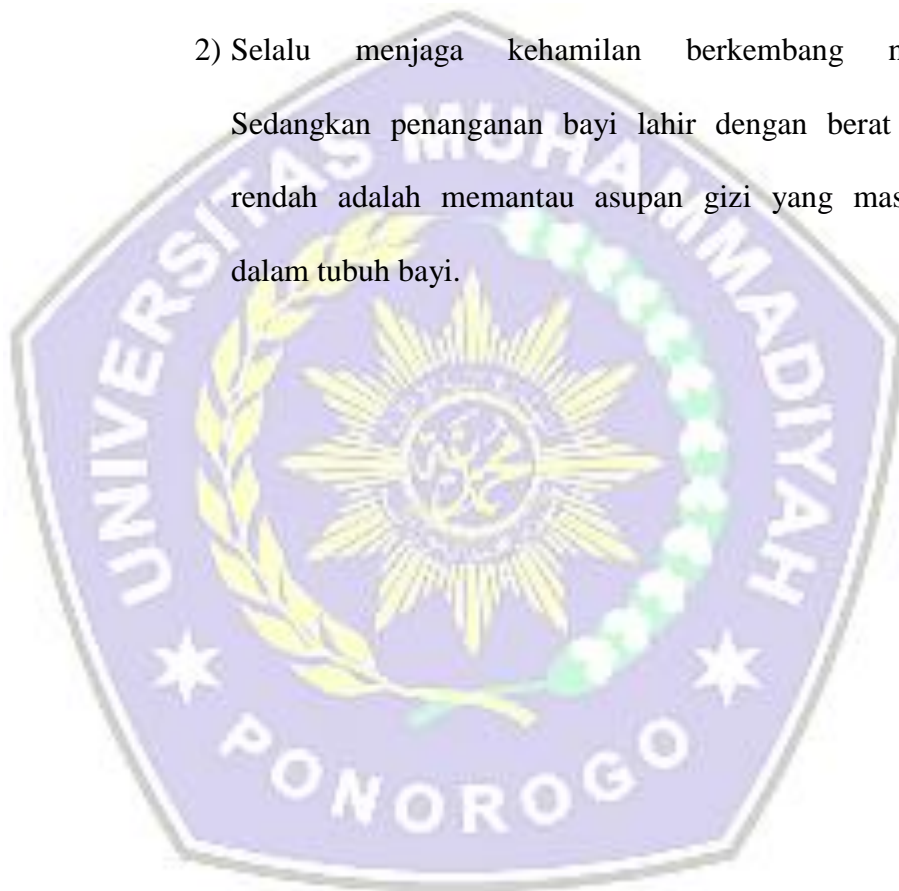 2) Selalu menjaga kehamilan berkembang n
Sedangkan penanganan bayi lahir dengan berat
rendah adalah memantau asupan gizi yang mas
dalam tubuh bayi.
UNIVERSITAS MUHAMMADIYAH
PONOROGO